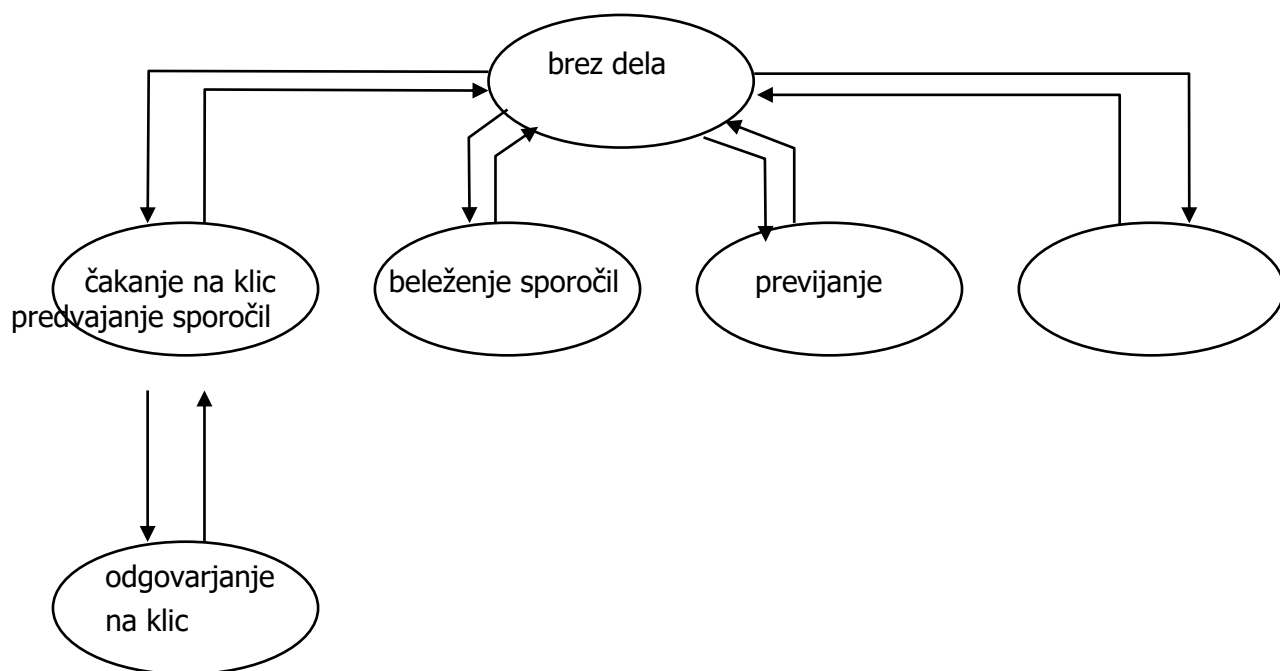 brez dela
čakanje na klic
predvajanje sporočil
beleženje sporočil
previjanje
odgovarjanje
na klic